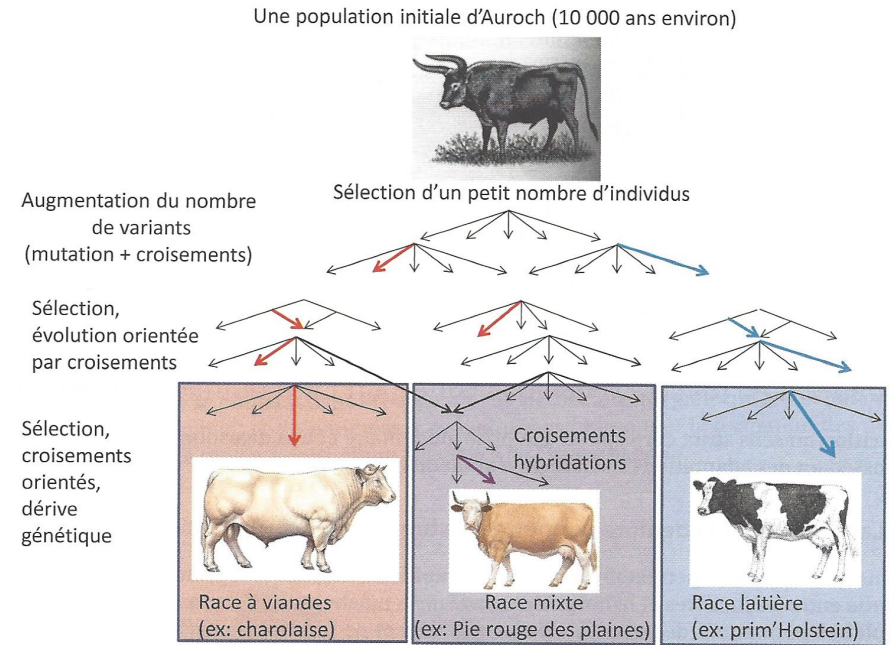 Une population initiale d'Auroch (10 000 ans environ)
Sélection d'un petit nombre d'individus
Augmentation du nombre
de variants
(mutation + croisements)
Sélection,
évolution orientée
par croisements
Sélection,
croisements
orientés,
dérive
génétique
Croisements
hybridations
Race à viandes
(ex: charolaise)
Race mixte
(ex: Pie rouge des plaines)
Race laitière
(ex: prim'Holstein)